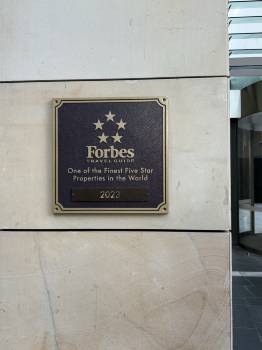 Forbes
TRAVEL GUIDE
One of the Finest Five Star
Properties in the World
2023